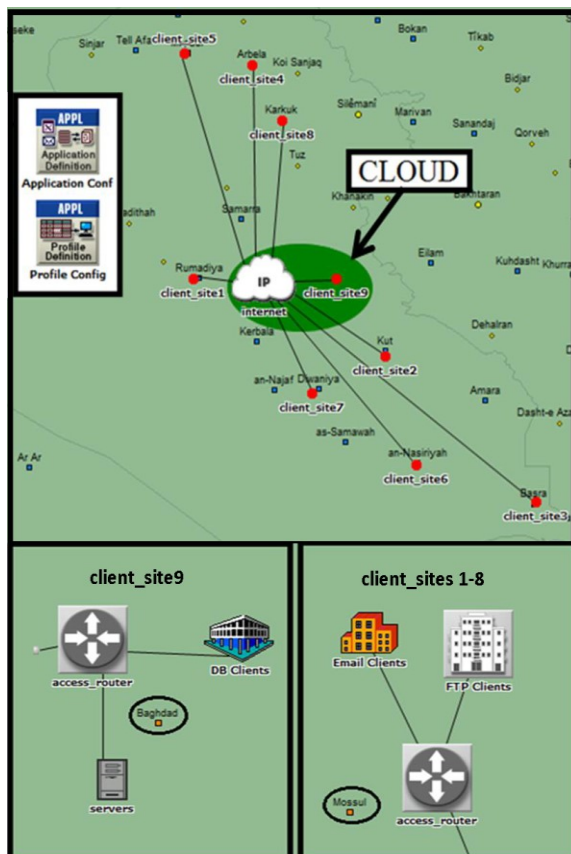 Sinjar
Tell Afa
client_site5
Arbela
client_site4
Koi Sanjaq
Bokan
Tîkab
Bidjar
Karkuk
client_site8
Silêmanî
Marivan
Sanandaj
Qorveh
APPL
Application
Definition
Application Conf
Tuz
CLOUD
Khanakin
Bakhtaran
APPL
Profile
Definition
Profile Config
adithah
Samarra
Eilam
Kuhdasht
Khurra
Rumadiya
client_site1
IP
internet
client_site9
Kerbala
Kut
client_site2
Dehalran
an-Najaf
Diwaniya
client_site7
Amara
as-Samawah
Dasht-e Aza
Ar Ar
an-Nasiriyah
client_site6
Basra
client_site3
client_site9
access_router
DB Clients
Baghdad
servers
client_sites 1-8
Email Clients
FTP Clients
Mossul
access_router